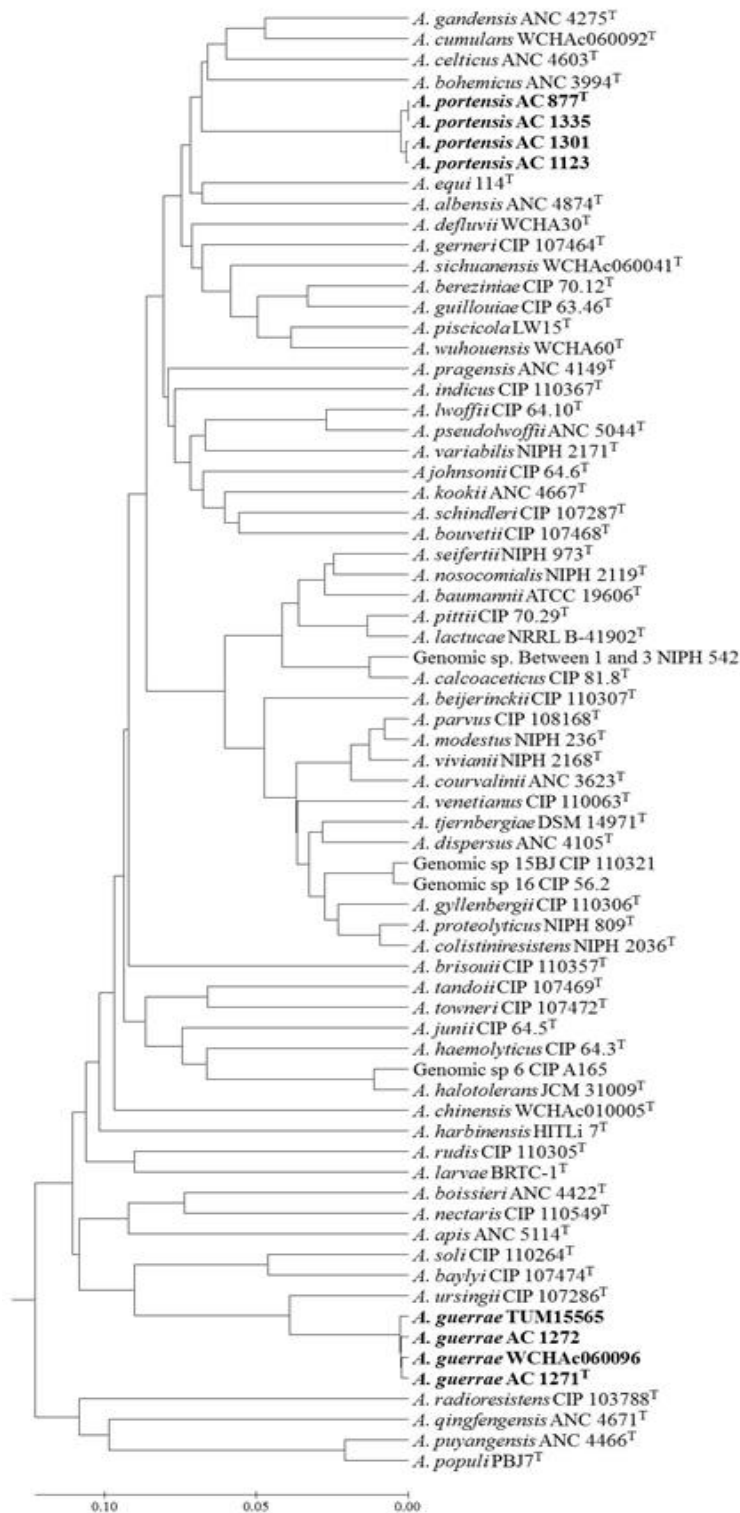 A. gandensis ANC 4275ᵀ
A. cumulans WCHAc060092ᵀ
A. celticus ANC 4603ᵀ
A. bohemicus ANC 3994ᵀ
A. portensis AC 877ᵀ
A. portensis AC 1335
A. portensis AC 1301
A. portensis AC 1123
A. equi 114ᵀ
A. albensis ANC 4874ᵀ
A. defluvii WCHA30ᵀ
A. gerneri CIP 107464ᵀ
A. sichuanensis WCHAc060041ᵀ
A. bereziniae CIP 70.12ᵀ
A. guillouiae CIP 63.46ᵀ
A. piscicola LW15ᵀ
A. wuhouensis WCHA60ᵀ
A. pragensis ANC 4149ᵀ
A. indicus CIP 110367ᵀ
A. lwoffii CIP 64.10ᵀ
A. pseudolwoffii ANC 5044ᵀ
A. variabilis NIPH 2171ᵀ
A johnsonii CIP 64.6ᵀ
A. kookii ANC 4667ᵀ
A. schindleri CIP 107287ᵀ
A. bouvetii CIP 107468ᵀ
A. seifertii NIPH 973ᵀ
A. nosocomialis NIPH 2119ᵀ
A. baumannii ATCC 19606ᵀ
A. pittii CIP 70.29ᵀ
A. lactucae NRRL B-41902ᵀ
Genomic sp. Between 1 and 3 NIPH 542
A. calcoaceticus CIP 81.8ᵀ
A. beijerinckii CIP 110307ᵀ
A. parvus CIP 108168ᵀ
A. modestus NIPH 236ᵀ
A. vivianii NIPH 2168ᵀ
A. courvalinii ANC 3623ᵀ
A. venetianus CIP 110063ᵀ
A. tjernbergiae DSM 14971ᵀ
A. dispersus ANC 4105ᵀ
Genomic sp 15BJ CIP 110321
Genomic sp 16 CIP 56.2
A. gyllenbergii CIP 110306ᵀ
A. proteolyticus NIPH 809ᵀ
A. colistiniresistens NIPH 2036ᵀ
A. brisouii CIP 110357ᵀ
A. tandoii CIP 107469ᵀ
A. towneri CIP 107472ᵀ
A. junii CIP 64.5ᵀ
A. haemolyticus CIP 64.3ᵀ
Genomic sp 6 CIP A165
A. halotolerans JCM 31009ᵀ
A. chinensis WCHAc010005ᵀ
A. harbinensis HITLi 7ᵀ
A. rudis CIP 110305ᵀ
A. larvae BRTC-1ᵀ
A. boissieri ANC 4422ᵀ
A. nectaris CIP 110549ᵀ
A. apis ANC 5114ᵀ
A. soli CIP 110264ᵀ
A. baylyi CIP 107474ᵀ
A. ursingii CIP 107286ᵀ
A. guerrae TUM15565
A. guerrae AC 1272
A. guerrae WCHAc060096
A. guerrae AC 1271ᵀ
A. radioresistens CIP 103788ᵀ
A. qingfengensis ANC 4671ᵀ
A. puyangensis ANC 4466ᵀ
A. populi PBJ7ᵀ
0.10 0.05 0.00